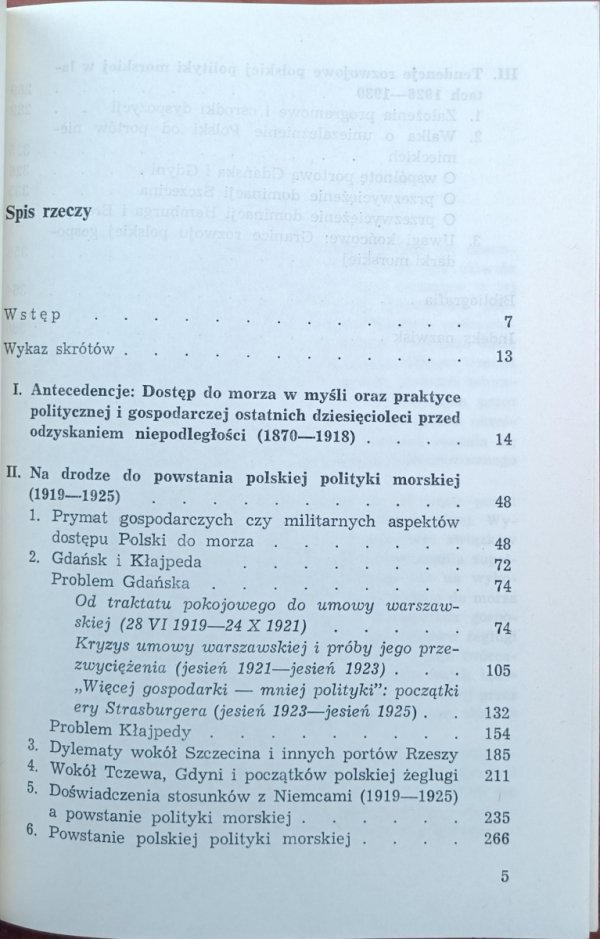 Spis rzeczy
Wstęp . . . . . . . . . . . . . 7
Wykaz skrótów . . . . . . . . . . . . 13
I. Antecedencje: Dostęp do morza w myśli oraz praktyce
politycznej i gospodarczej ostatnich dziesięcioleci przed
odzyskaniem niepodległości (1870—1918) . . . . 14
II. Na drodze do powstania polskiej polityki morskiej
(1919—1925) . . . . . . . . . . . 48
1. Prymat gospodarczych czy militarnych aspektów
dostępu Polski do morza . . . . . . . 48
2. Gdańsk i Kłajpeda . . . . . . . . 72
Problem Gdańska . . . . . . . . . 74
Od traktatu pokojowego do umowy warszaw-
skiej (28 VI 1919—24 X 1921) . . . . . 74
Kryzys umowy warszawskiej i próby jego prze-
zwyciężenia (jesień 1921—jesień 1923) . . . 105
„Więcej gospodarki — mniej polityki”: początki
ery Strasburgera (jesień 1923—jesień 1925) . . 132
Problem Kłajpedy . . . . . . . . . 154
3. Dylematy wokół Szczecina i innych portów Rzeszy 185
4. Wokół Tczewa, Gdyni i początków polskiej żeglugi 211
5. Doświadczenia stosunków z Niemcami (1919—1925)
a powstanie polityki morskiej . . . . . . 235
6. Powstanie polskiej polityki morskiej . . . . 266
5